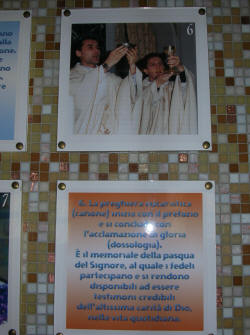 6
6. La preghiera eucaristica
(canone) inizia con il prefazio
e si conclude con
l'acclamazione di gloria
(dossologia).
È il memoriale della pasqua
del Signore, al quale i fedeli
partecipano e si rendono
disponibili ad essere
testimoni credibili
dell'altissima carità di Dio,
nella vita quotidiana.
7